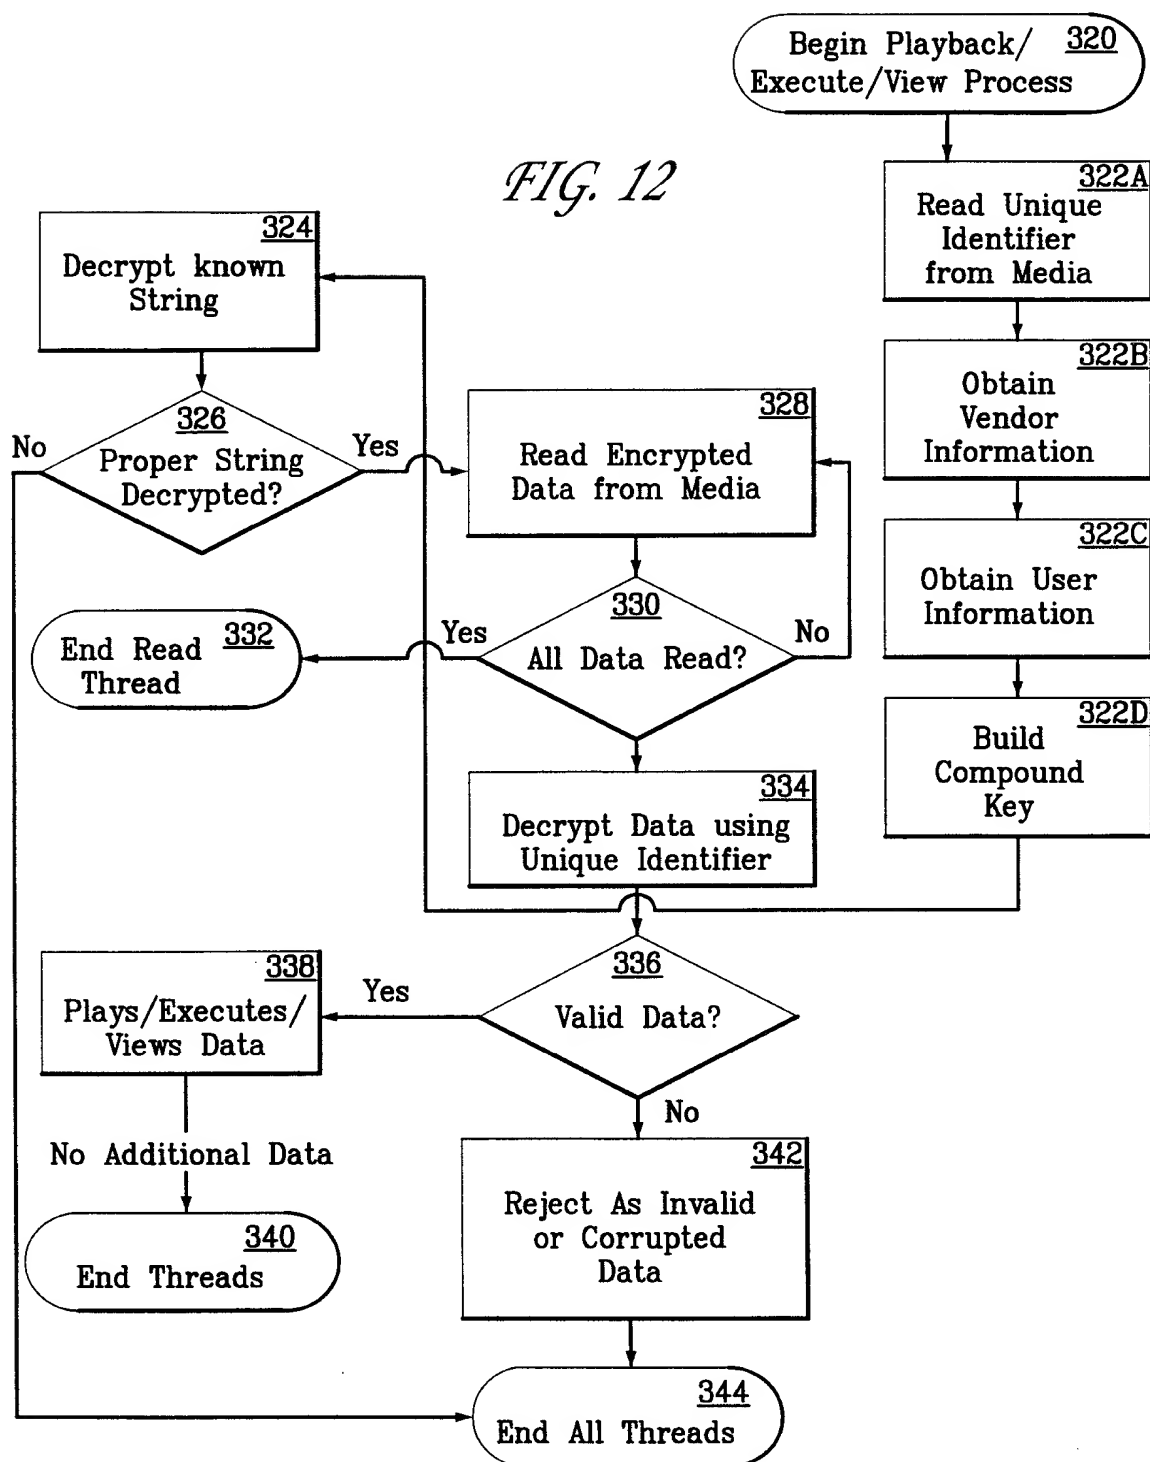 Begin Playback/ 320
Execute/View Process
FIG. 12
322A
Read Unique
Identifier
from Media
324
Decrypt known
String
322B
Obtain
Vendor
Information
328
Read Encrypted
Data from Media
326
Proper String
Decrypted?
No
Yes
322C
Obtain User
Information
330
All Data Read?
Yes
No
End Read 332
Thread
322D
Build
Compound
Key
334
Decrypt Data using
Unique Identifier
336
Valid Data?
Yes
No
338
Plays/Executes/
Views Data
No Additional Data
340
End Threads
342
Reject As Invalid
or Corrupted
Data
344
End All Threads